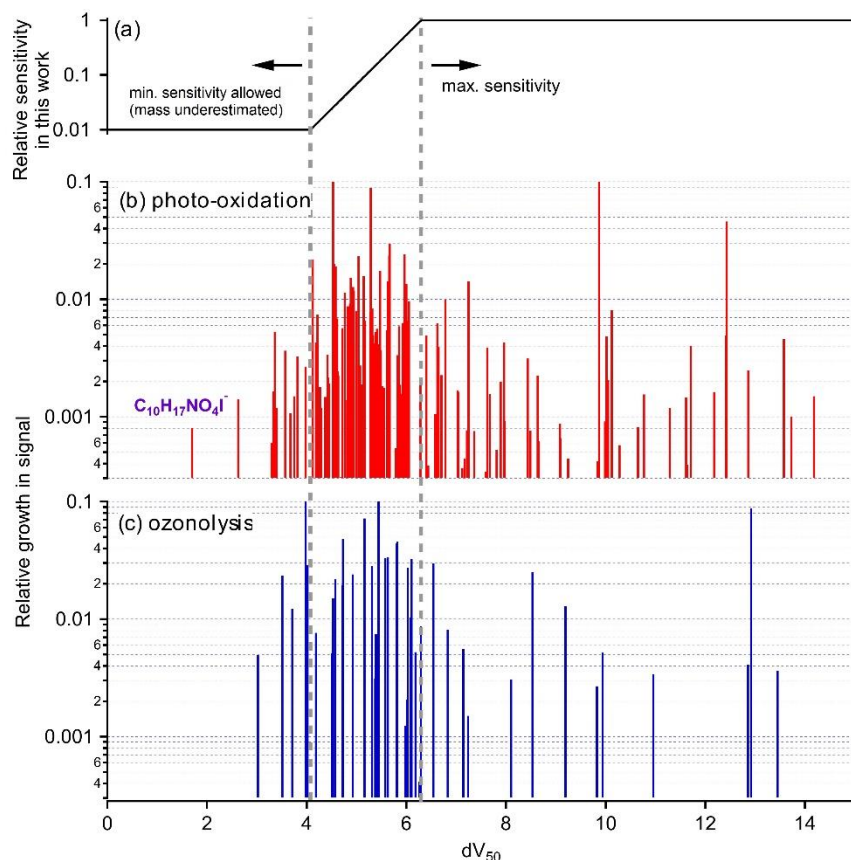 (a)
1
0.1
0.01
Relative sensitivity
in this work
min. sensitivity allowed
(mass underestimated)
max. sensitivity
(b) photo-oxidation
0.1
6
4
2
0.01
6
4
2
0.001
6
4
C₁₀H₁₇NO₄I⁻
Relative growth in signal
(c) ozonolysis
0.1
6
4
2
0.01
6
4
2
0.001
6
4
0 2 4 6 8 10 12 14
dV₅₀